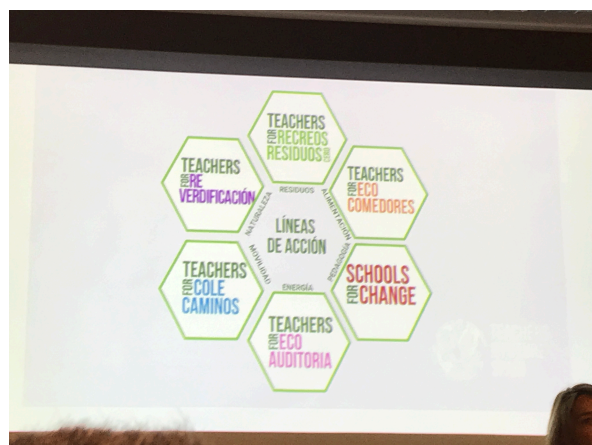 TEACHERS
FOR RECREOS
RESIDUOS CERO
TEACHERS
FOR RE
VERDIFICACIÓN
TEACHERS
FOR ECO
COMEDORES
RESIDUOS
NATURALEZA
ALIMENTACIÓN
LÍNEAS
DE ACCIÓN
MOVILIDAD
PEDAGOGÍA
ENERGÍA
TEACHERS
FOR COLE
CAMINOS
SCHOOLS
FOR CHANGE
TEACHERS
FOR ECO
AUDITORIA